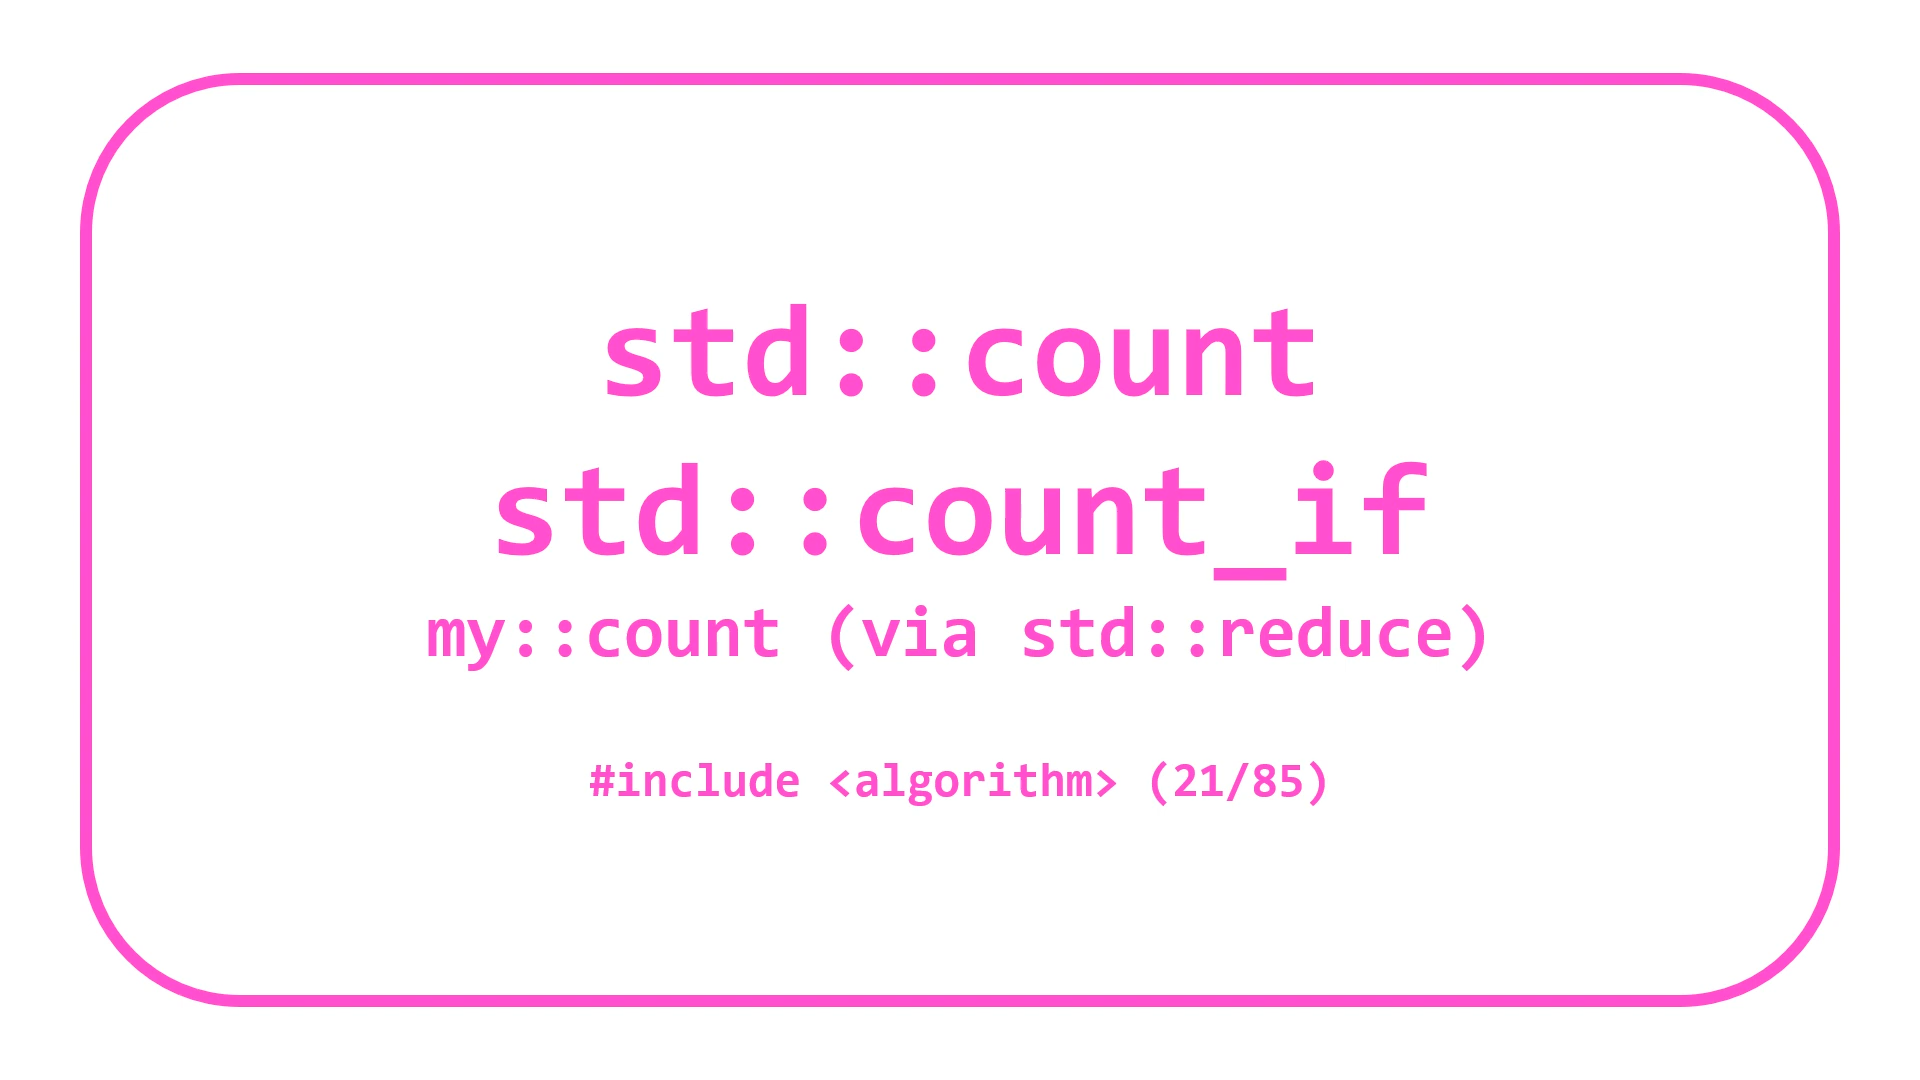 std::count
std::count_if
my::count (via std::reduce)
#include <algorithm> (21/85)